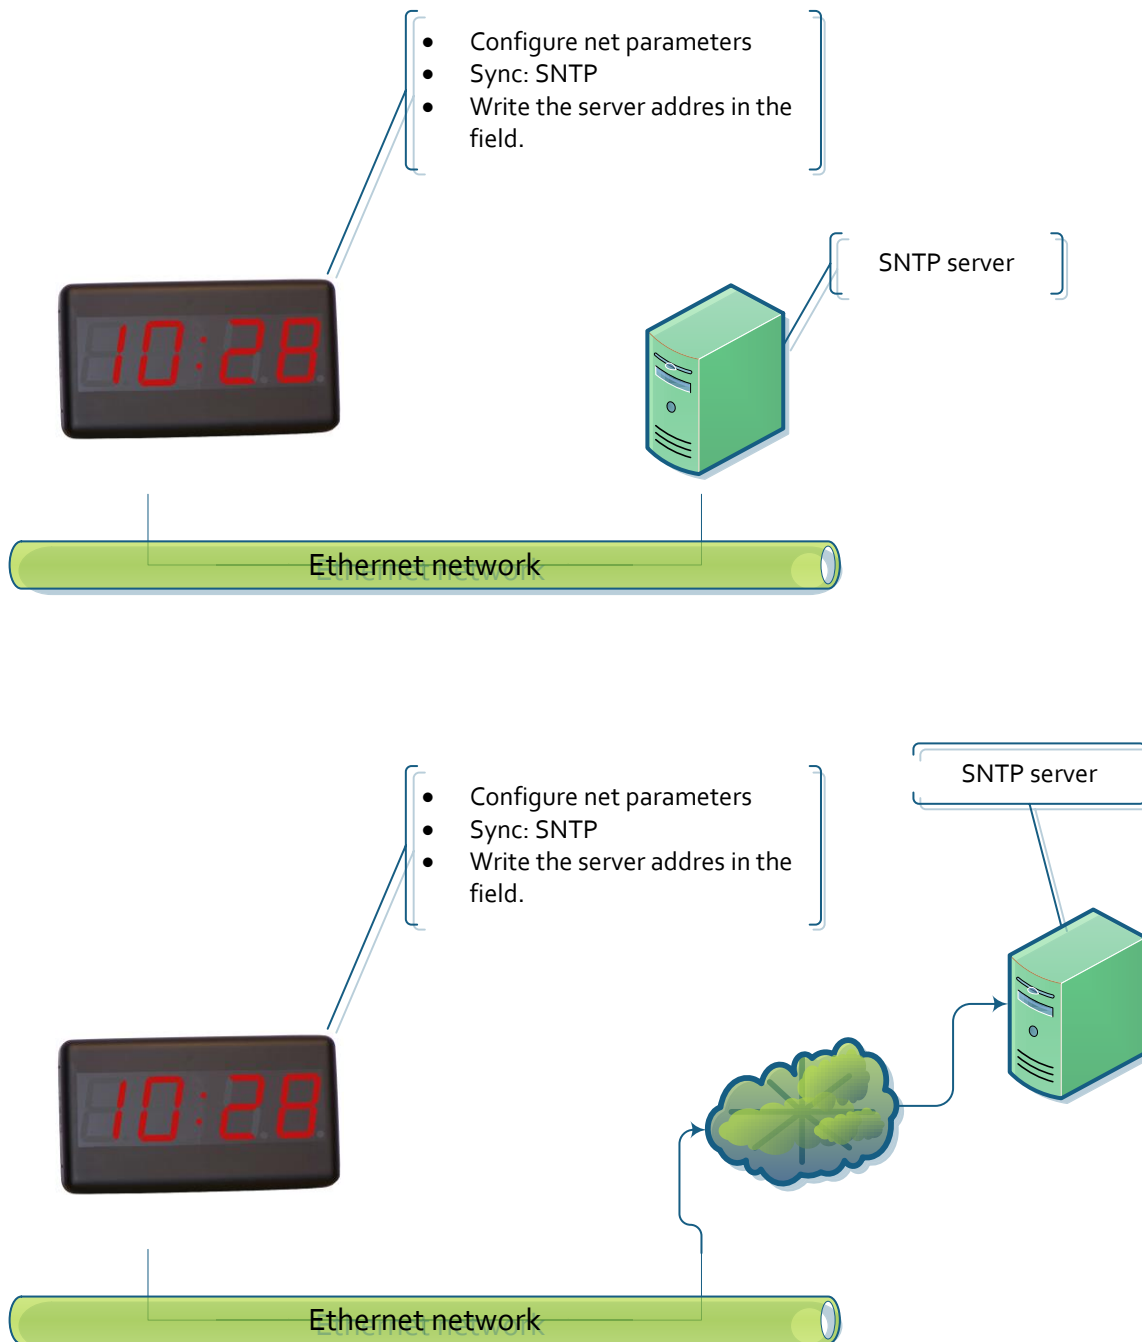 • Configure net parameters
• Sync: SNTP
• Write the server addres in the
field.
SNTP server
10:28
Ethernet network
SNTP server
• Configure net parameters
• Sync: SNTP
• Write the server addres in the
field.
10:28
Ethernet network